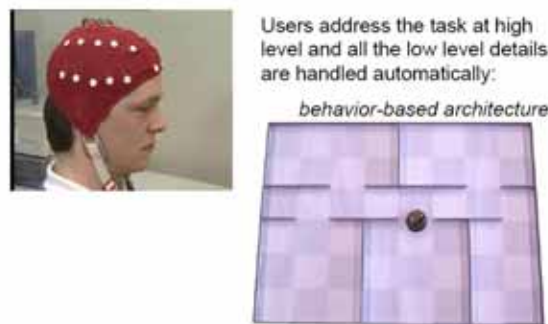 Users address the task at high
level and all the low level details
are handled automatically:
behavior-based architecture